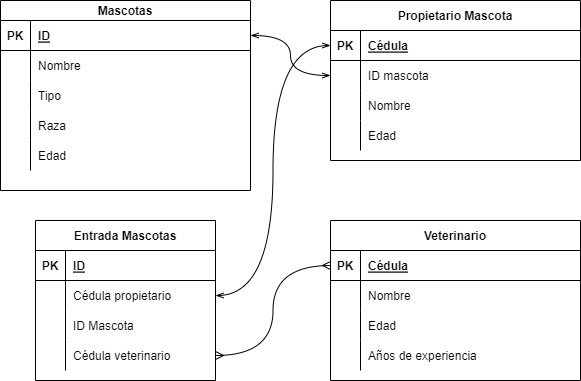 Mascotas
PK ID
Nombre
Tipo
Raza
Edad
Propietario Mascota
PK Cédula
ID mascota
Nombre
Edad
Entrada Mascotas
PK ID
Cédula propietario
ID Mascota
Cédula veterinario
Veterinario
PK Cédula
Nombre
Edad
Años de experiencia